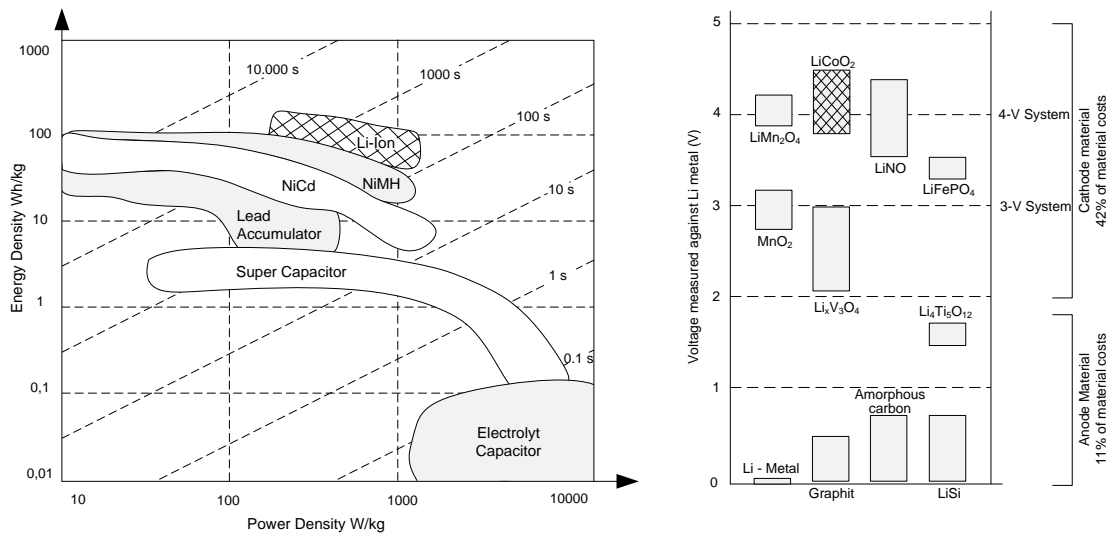 1000
100
10
1
0,1
0,01
Energy Density Wh/kg
10.000 s
1000 s
100 s
10 s
1 s
0.1 s
Li-Ion
NiMH
NiCd
Lead
Accumulator
Super Capacitor
Electrolyt
Capacitor
10
100
1000
10000
Power Density W/kg
Voltage measured against Li metal (V)
5
4
3
2
1
0
LiCoO₂
LiMn₂O₄
LiNO
LiFePO₄
MnO₂
LiₓV₃O₄
Li₄Ti₅O₁₂
Amorphous
carbon
Li - Metal
Graphit
LiSi
4-V System
3-V System
Cathode material
42% of material costs
Anode Material
11% of material costs